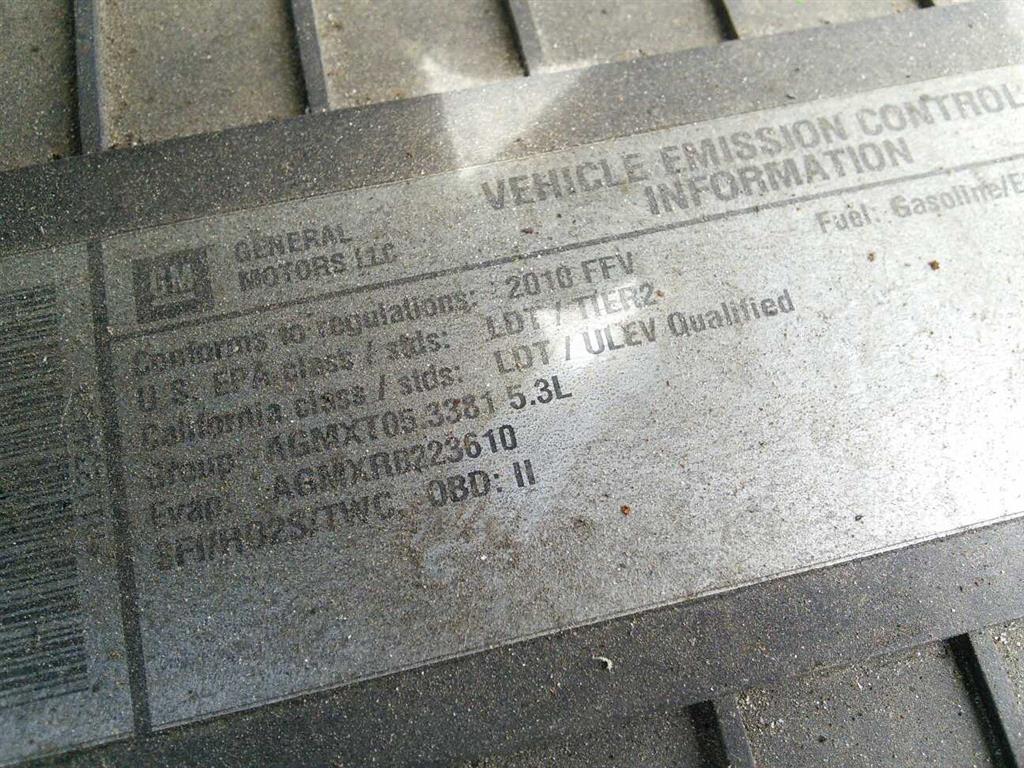 VEHICLE EMISSION CONTROL
INFORMATION
GM
GENERAL
MOTORS LLC
Fuel: Gasoline/E
Conforms to regulations: 2010 FFV
U.S. EPA class / stds: LDT / TIER2
California class / stds: LDT / ULEV Qualified
Group: AGMXT05.3381 5.3L
Evap: AGMXR0223610
SFI/HO2S/TWC, OBD: II